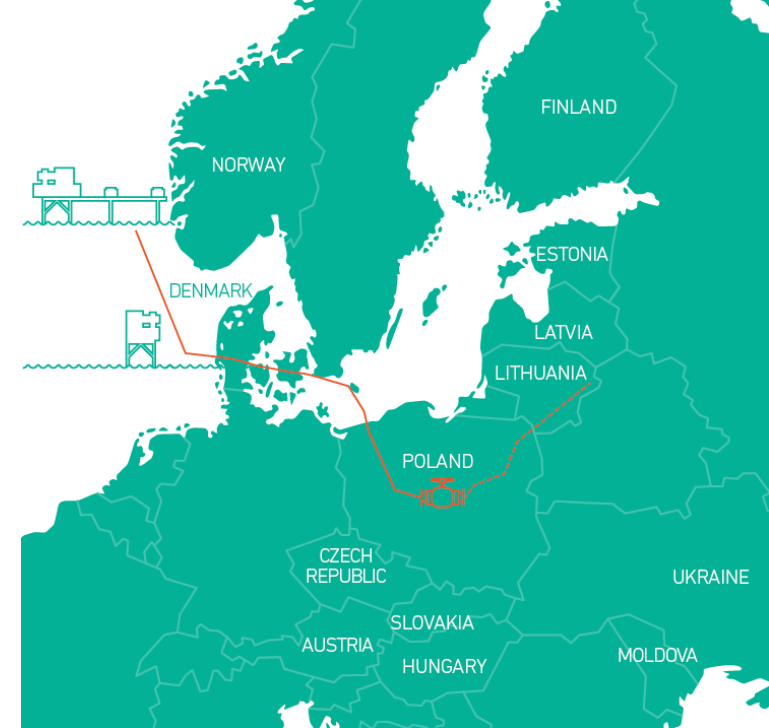 FINLAND
NORWAY
ESTONIA
DENMARK
LATVIA
LITHUANIA
POLAND
CZECH
REPUBLIC
UKRAINE
SLOVAKIA
AUSTRIA
MOLDOVA
HUNGARY